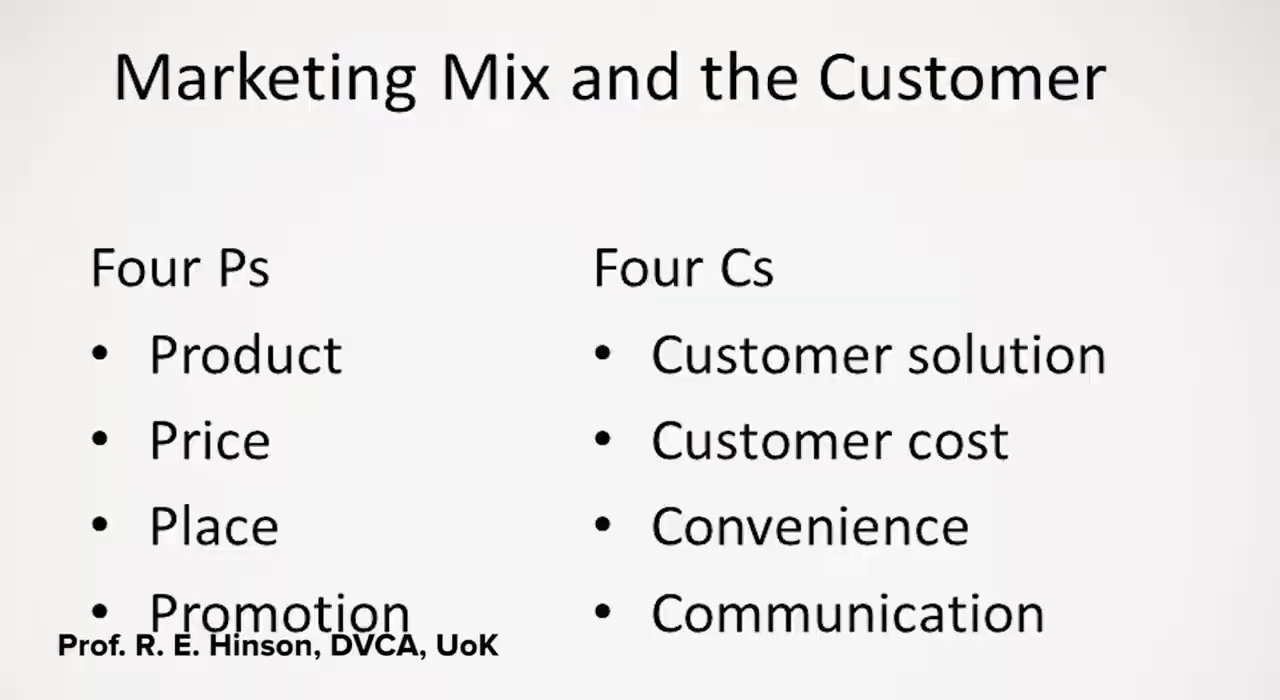 Marketing Mix and the Customer
Four Ps
• Product
• Price
• Place
• Promotion
Four Cs
• Customer solution
• Customer cost
• Convenience
• Communication
Prof. R. E. Hinson, DVCA, UoK